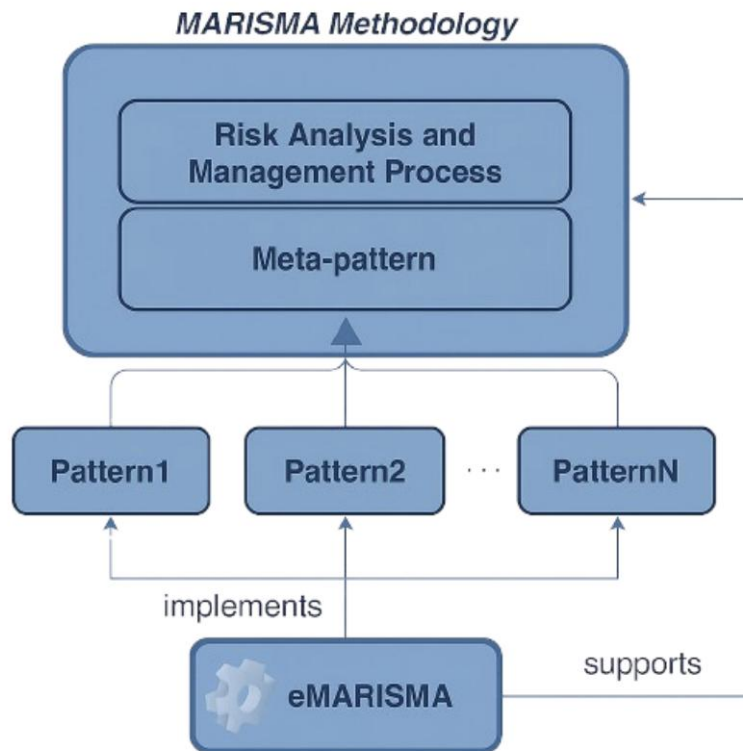 MARISMA Methodology
Risk Analysis and
Management Process
Meta-pattern
Pattern1
Pattern2
. . .
PatternN
implements
eMARISMA
supports